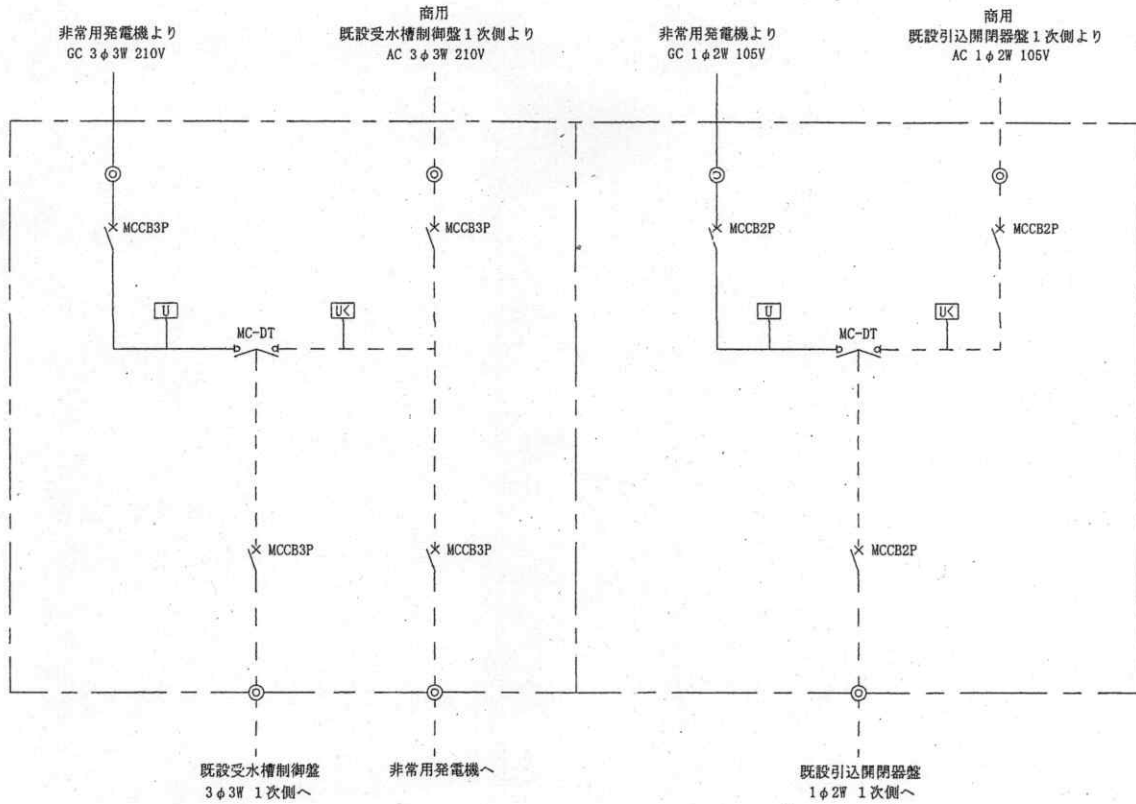 非常用発電機より
GC 3φ3W 210V
商用
既設受水槽制御盤1次側より
AC 3φ3W 210V
非常用発電機より
GC 1φ2W 105V
商用
既設引込開閉器盤1次側より
AC 1φ2W 105V
MCCB3P
MCCB3P
MCCB2P
MCCB2P
U
U<
U
U<
MC-DT
MC-DT
MCCB3P
MCCB3P
MCCB2P
既設受水槽制御盤
3φ3W 1次側へ
非常用発電機へ
既設引込開閉器盤
1φ2W 1次側へ